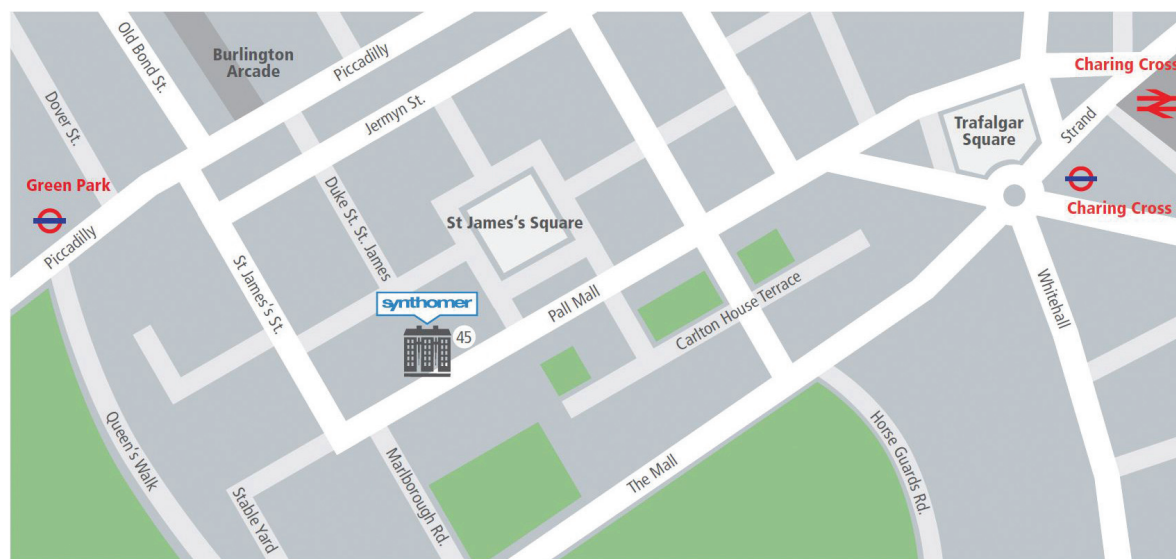 Old Bond St.
Burlington
Arcade
Piccadilly
Charing Cross
Dover St.
Jermyn St.
Trafalgar
Square
Strand
Green Park
Duke St. St. James
St James's Square
Charing Cross
Piccadilly
St James's St.
synthomer
45
Pall Mall
Carlton House Terrace
Whitehall
Queen's Walk
Marlborough Rd.
The Mall
Horse Guards Rd.
Stable Yard